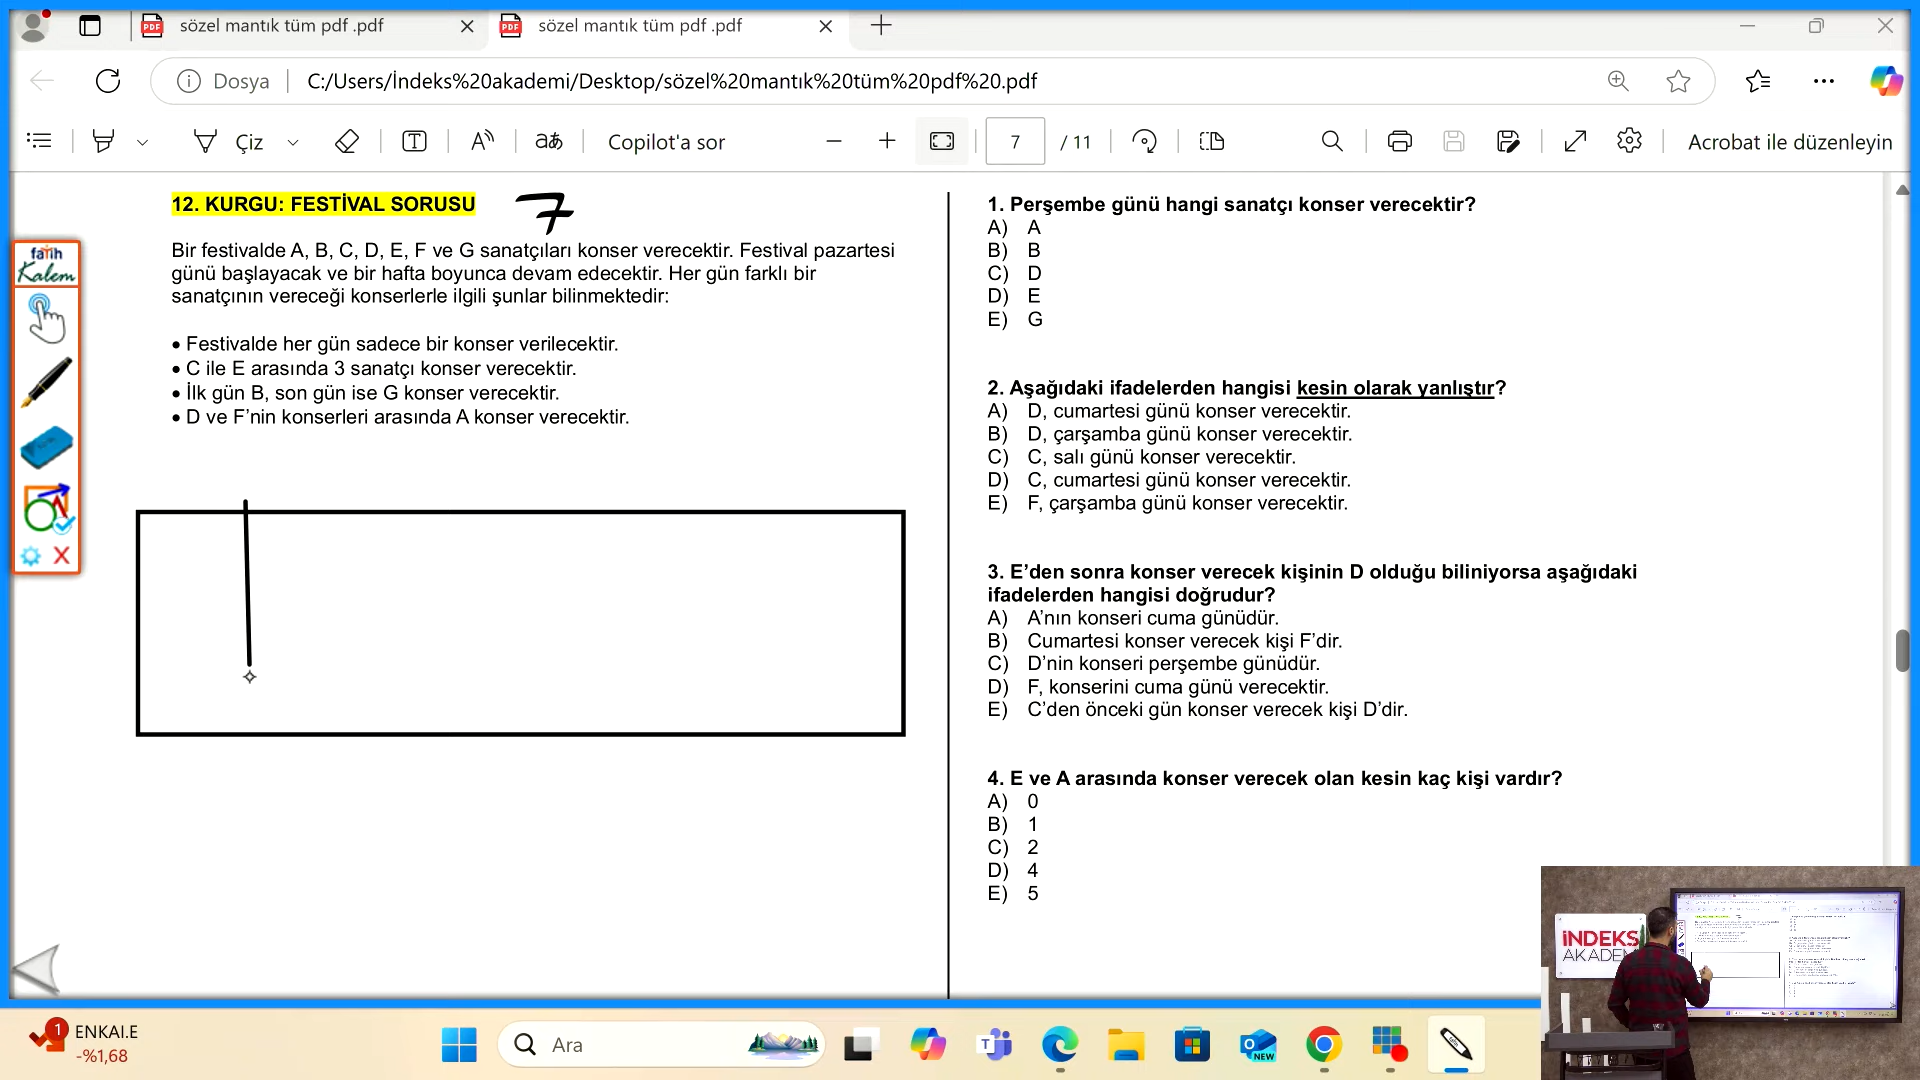 sözel mantık tüm pdf .pdf
sözel mantık tüm pdf .pdf
Dosya
C:/Users/İndeks%20akademi/Desktop/sözel%20mantık%20tüm%20pdf%20.pdf
Çiz
Copilot'a sor
7
/ 11
Acrobat ile düzenleyin
12. KURGU: FESTİVAL SORUSU
7
Bir festivalde A, B, C, D, E, F ve G sanatçıları konser verecektir. Festival pazartesi
günü başlayacak ve bir hafta boyunca devam edecektir. Her gün farklı bir
sanatçının vereceği konserlerle ilgili şunlar bilinmektedir:
• Festivalde her gün sadece bir konser verilecektir.
• C ile E arasında 3 sanatçı konser verecektir.
• İlk gün B, son gün ise G konser verecektir.
• D ve F'nin konserleri arasında A konser verecektir.
fatih
Kalem
1. Perşembe günü hangi sanatçı konser verecektir?
A) A
B) B
C) D
D) E
E) G
2. Aşağıdaki ifadelerden hangisi kesin olarak yanlıştır?
A) D, cumartesi günü konser verecektir.
B) D, çarşamba günü konser verecektir.
C) C, salı günü konser verecektir.
D) C, cumartesi günü konser verecektir.
E) F, çarşamba günü konser verecektir.
3. E'den sonra konser verecek kişinin D olduğu biliniyorsa aşağıdaki
ifadelerden hangisi doğrudur?
A) A'nın konseri cuma günüdür.
B) Cumartesi konser verecek kişi F'dir.
C) D'nin konseri perşembe günüdür.
D) F, konserini cuma günü verecektir.
E) C'den önceki gün konser verecek kişi D'dir.
4. E ve A arasında konser verecek olan kesin kaç kişi vardır?
A) 0
B) 1
C) 2
D) 4
E) 5
İNDEKS
AKADEM
1
ENKAI.E
-%1,68
Ara
NEW